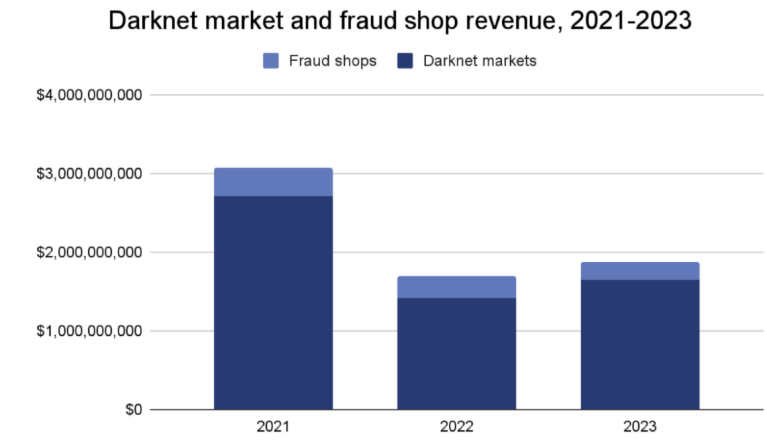 Darknet market and fraud shop revenue, 2021-2023
Fraud shops Darknet markets
$4,000,000,000
$3,000,000,000
$2,000,000,000
$1,000,000,000
$0
2021 2022 2023